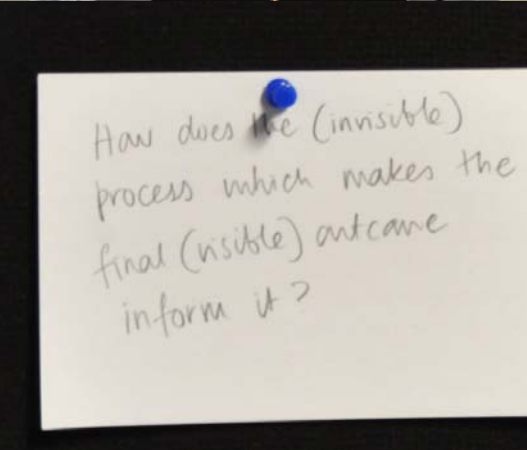 How does the (invisible)
process which makes the
final (visible) outcome
inform it?